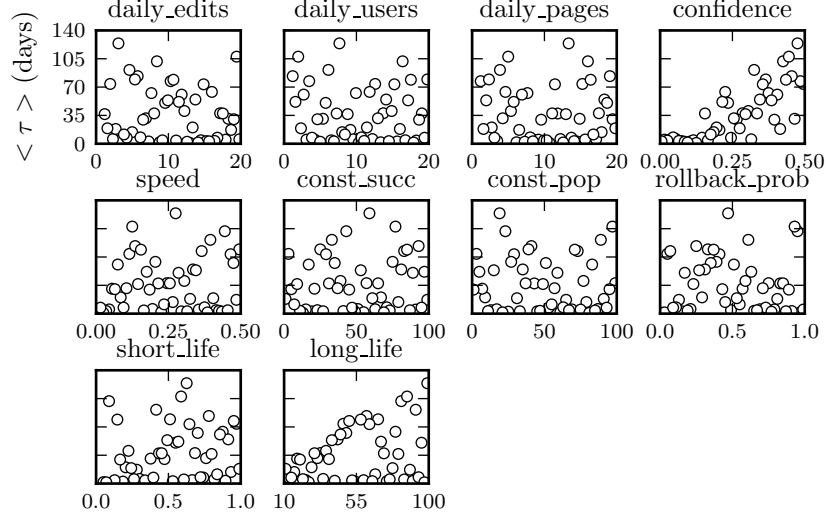 daily_edits daily_users daily_pages confidence
140
105
70
35
0
< τ > (days)
0 10 20 0 10 20 0 10 20 0.00 0.25 0.50
speed const_succ const_pop rollback_prob
0.00 0.25 0.50 0 50 100 0 50 100 0.0 0.5 1.0
short_life long_life
0.0 0.5 1.0 10 55 100